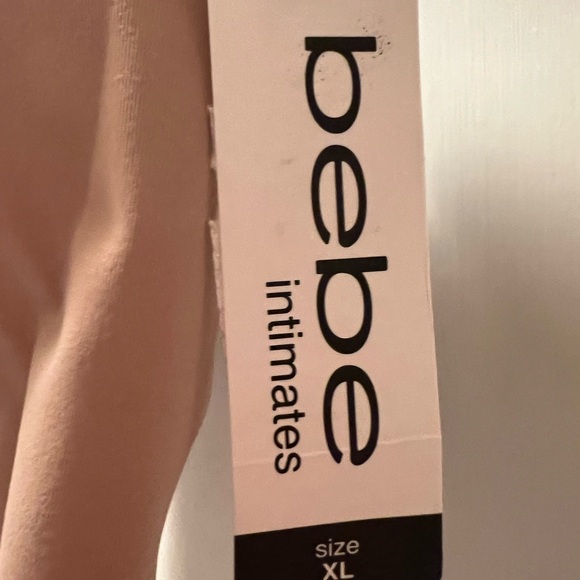 bebe
intimates
size
XL